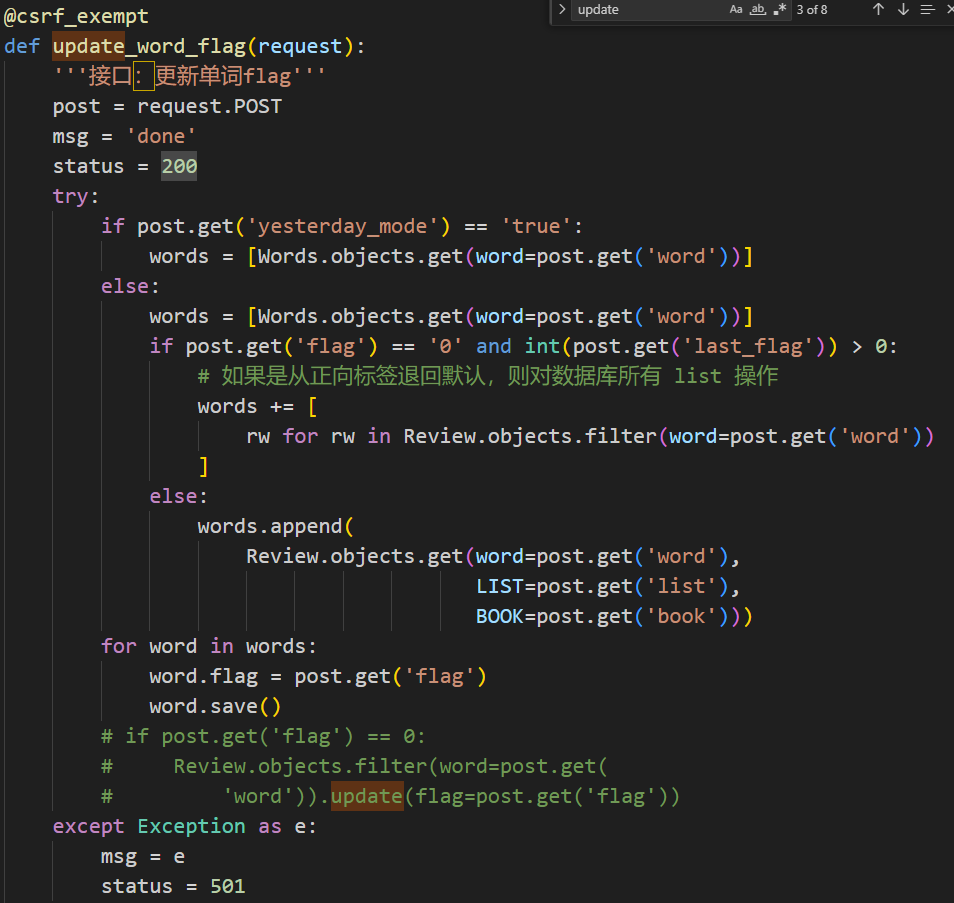 update Aa ab .* 3 of 8
@csrf_exempt
def update_word_flag(request):
    '''接口：更新单词flag'''
    post = request.POST
    msg = 'done'
    status = 200
    try:
        if post.get('yesterday_mode') == 'true':
            words = [Words.objects.get(word=post.get('word'))]
        else:
            words = [Words.objects.get(word=post.get('word'))]
            if post.get('flag') == '0' and int(post.get('last_flag')) > 0:
                # 如果是从正向标签退回默认，则对数据库所有 list 操作
                words += [
                    rw for rw in Review.objects.filter(word=post.get('word'))
                ]
            else:
                words.append(
                    Review.objects.get(word=post.get('word'),
                                       LIST=post.get('list'),
                                       BOOK=post.get('book')))
        for word in words:
            word.flag = post.get('flag')
            word.save()
        # if post.get('flag') == 0:
        #     Review.objects.filter(word=post.get(
        #         'word')).update(flag=post.get('flag'))
    except Exception as e:
        msg = e
        status = 501